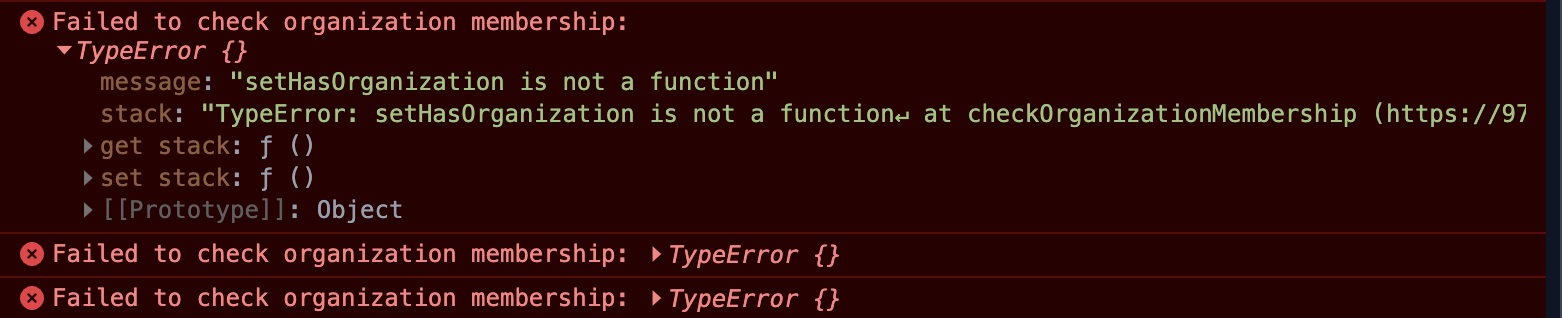 Failed to check organization membership:
TypeError {}
message: "setHasOrganization is not a function"
stack: "TypeError: setHasOrganization is not a function↵ at checkOrganizationMembership (https://97
get stack: ƒ ()
set stack: ƒ ()
[[Prototype]]: Object
Failed to check organization membership: TypeError {}
Failed to check organization membership: TypeError {}